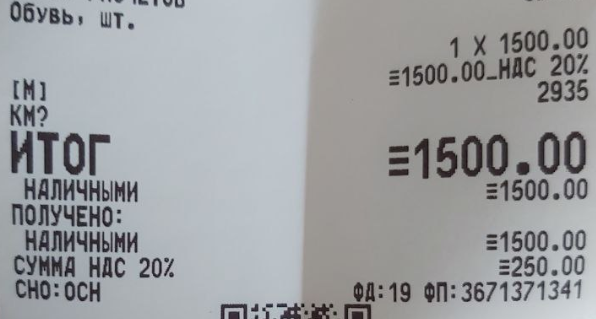 Обувь, шт.
1 X 1500.00
≡1500.00_НДС 20%
[М] 2935
КМ?
ИТОГ ≡1500.00
НАЛИЧНЫМИ ≡1500.00
ПОЛУЧЕНО:
НАЛИЧНЫМИ ≡1500.00
СУММА НДС 20% ≡250.00
СНО:ОСН ФД:19 ФП:3671371341